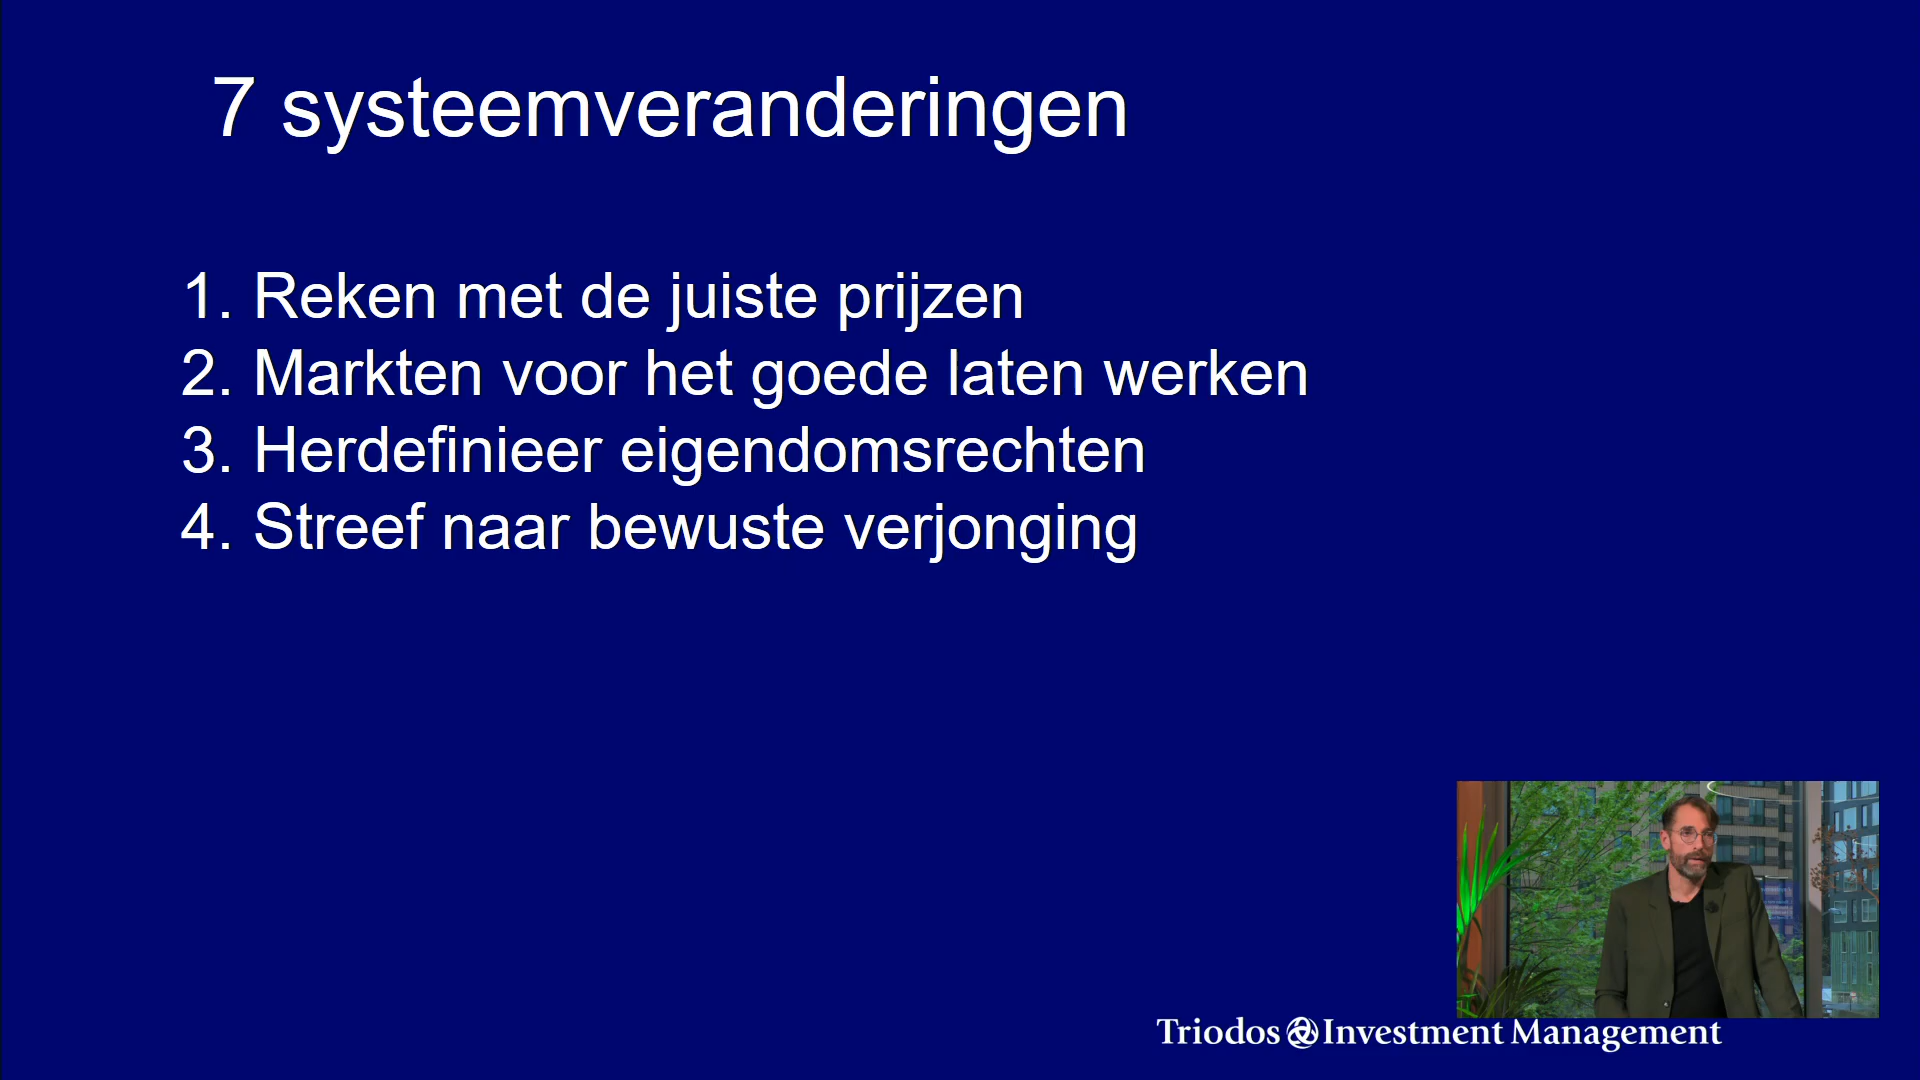 7 systeemveranderingen
1. Reken met de juiste prijzen
2. Markten voor het goede laten werken
3. Herdefinieer eigendomsrechten
4. Streef naar bewuste verjonging
Triodos Investment Management